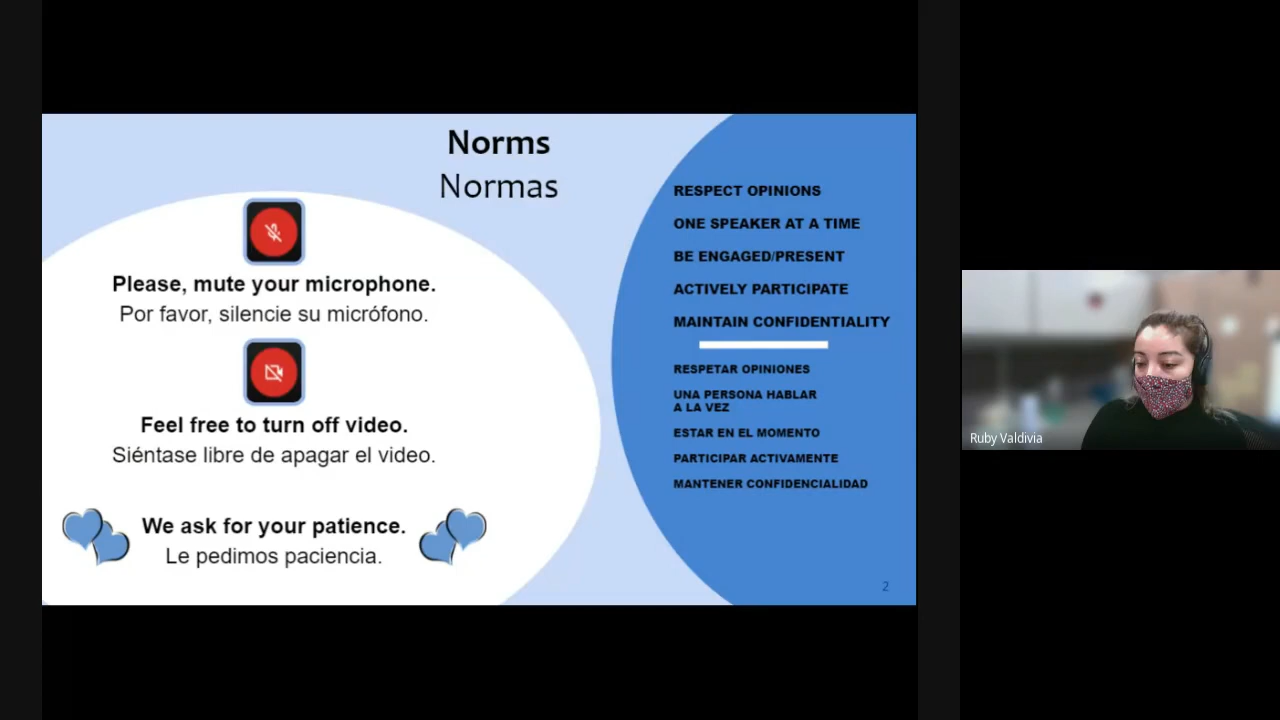 Norms
Normas
Please, mute your microphone.
Por favor, silencie su micrófono.
Feel free to turn off video.
Siéntase libre de apagar el video.
We ask for your patience.
Le pedimos paciencia.
RESPECT OPINIONS
ONE SPEAKER AT A TIME
BE ENGAGED/PRESENT
ACTIVELY PARTICIPATE
MAINTAIN CONFIDENTIALITY
RESPETAR OPINIONES
UNA PERSONA HABLAR
A LA VEZ
ESTAR EN EL MOMENTO
PARTICIPAR ACTIVAMENTE
MANTENER CONFIDENCIALIDAD
2
Ruby Valdivia